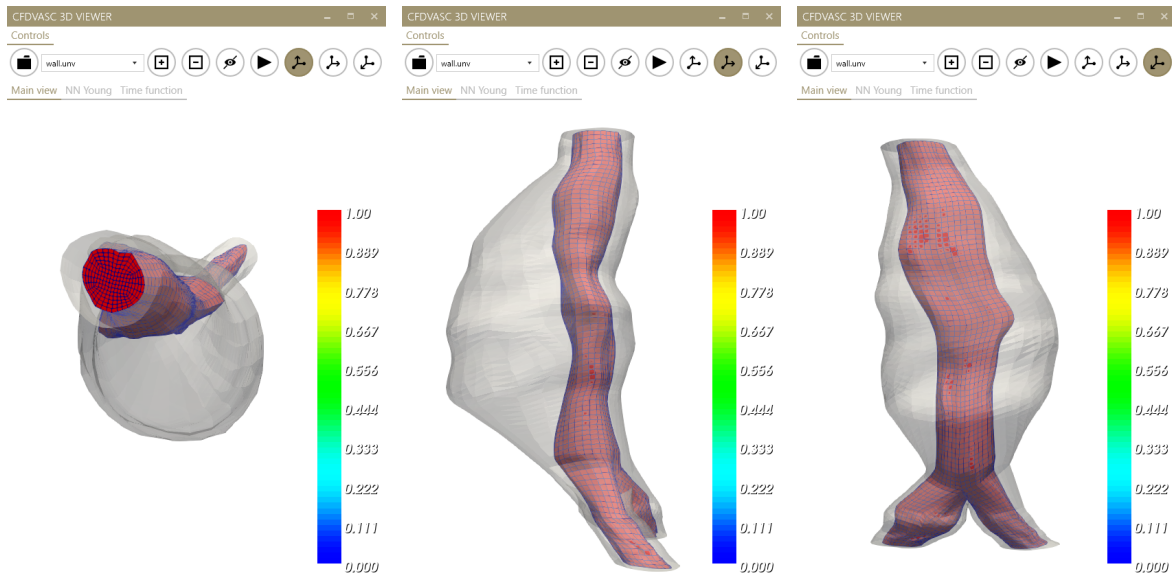 CFDVASC 3D VIEWER
Controls
wall.unv
Main view NN Young Time function
1.00
0.889
0.778
0.667
0.556
0.444
0.333
0.222
0.111
0.000
CFDVASC 3D VIEWER
Controls
wall.unv
Main view NN Young Time function
1.00
0.889
0.778
0.667
0.556
0.444
0.333
0.222
0.111
0.000
CFDVASC 3D VIEWER
Controls
wall.unv
Main view NN Young Time function
1.00
0.889
0.778
0.667
0.556
0.444
0.333
0.222
0.111
0.000